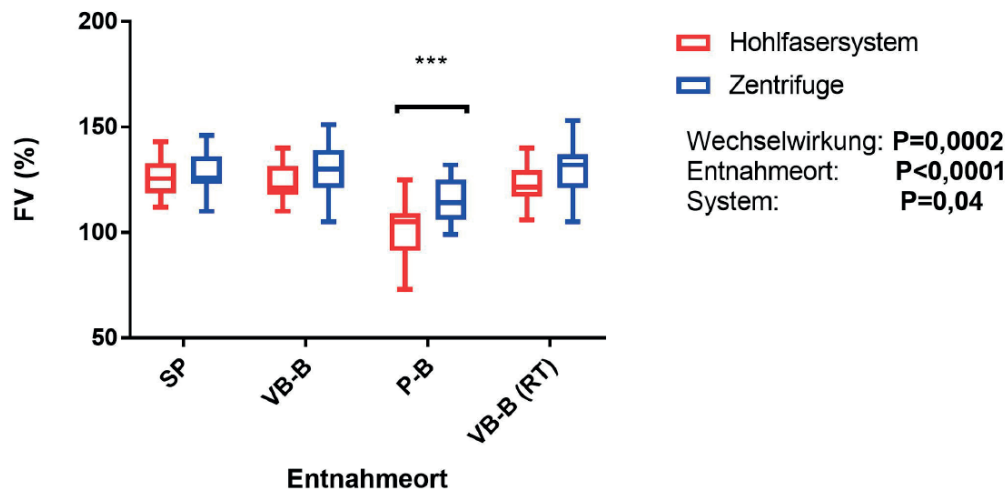 200
150
100
50
FV (%)
***
SP
VB-B
P-B
VB-B (RT)
Entnahmeort
Hohlfasersystem
Zentrifuge
Wechselwirkung: P=0,0002
Entnahmeort: P<0,0001
System: P=0,04